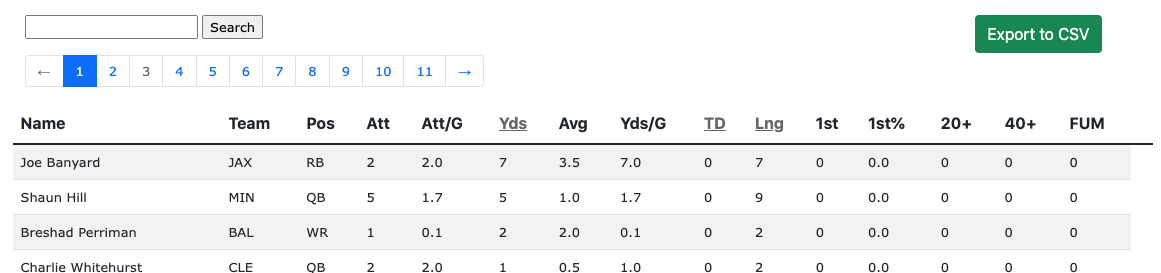 Search
Export to CSV
← 1 2 3 4 5 6 7 8 9 10 11 →
Name Team Pos Att Att/G Yds Avg Yds/G TD Lng 1st 1st% 20+ 40+ FUM
Joe Banyard JAX RB 2 2.0 7 3.5 7.0 0 7 0 0.0 0 0 0
Shaun Hill MIN QB 5 1.7 5 1.0 1.7 0 9 0 0.0 0 0 0
Breshad Perriman BAL WR 1 0.1 2 2.0 0.1 0 2 0 0.0 0 0 0
Charlie Whitehurst CLE QB 2 2.0 1 0.5 1.0 0 2 0 0.0 0 0 0